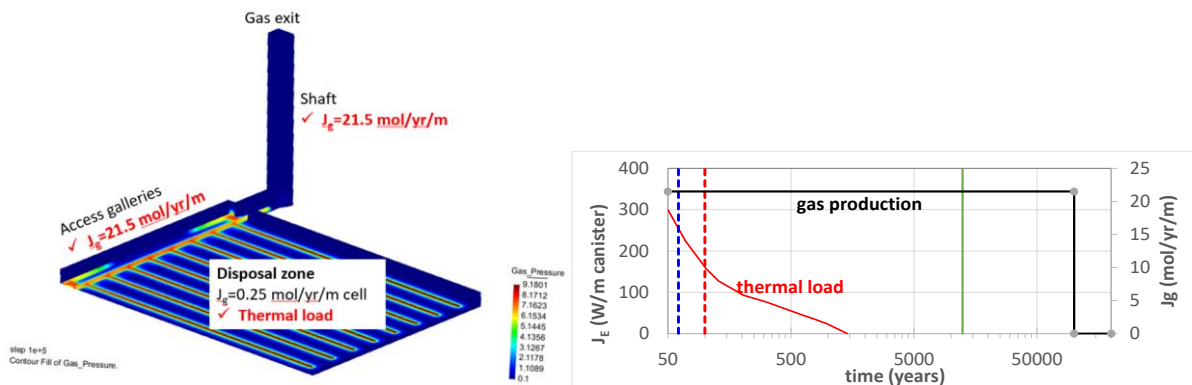 Gas exit
Shaft
✓ Jg=21.5 mol/yr/m
Access galleries
✓ Jg=21.5 mol/yr/m
Disposal zone
Jg=0.25 mol/yr/m cell
✓ Thermal load
Gas_Pressure
9.1801
8.1712
7.1623
6.1534
5.1445
4.1356
3.1267
2.1178
1.1089
0.1
step 1e+5
Contour Fill of Gas_Pressure.
JE (W/m canister)
400
300
200
100
0
gas production
thermal load
25
20
15
10
5
0
Jg (mol/yr/m)
50
500
5000
50000
time (years)